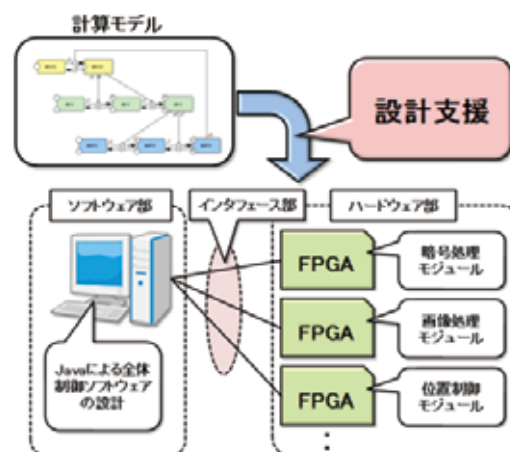 計算モデル
設計支援
ソフトウェア部
インタフェース部
ハードウェア部
Javaによる全体
制御ソフトウェア
の設計
FPGA
暗号処理
モジュール
FPGA
画像処理
モジュール
FPGA
位置制御
モジュール